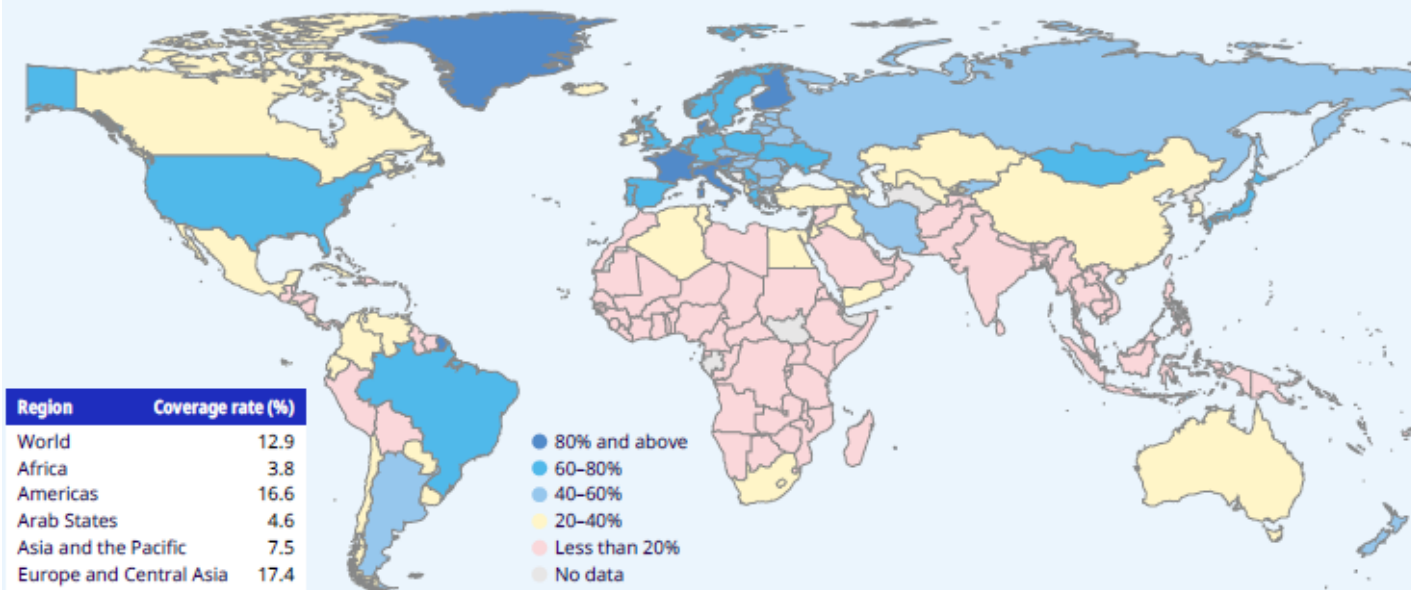 Region Coverage rate (%)
World 12.9
Africa 3.8
Americas 16.6
Arab States 4.6
Asia and the Pacific 7.5
Europe and Central Asia 17.4
80% and above
60–80%
40–60%
20–40%
Less than 20%
No data